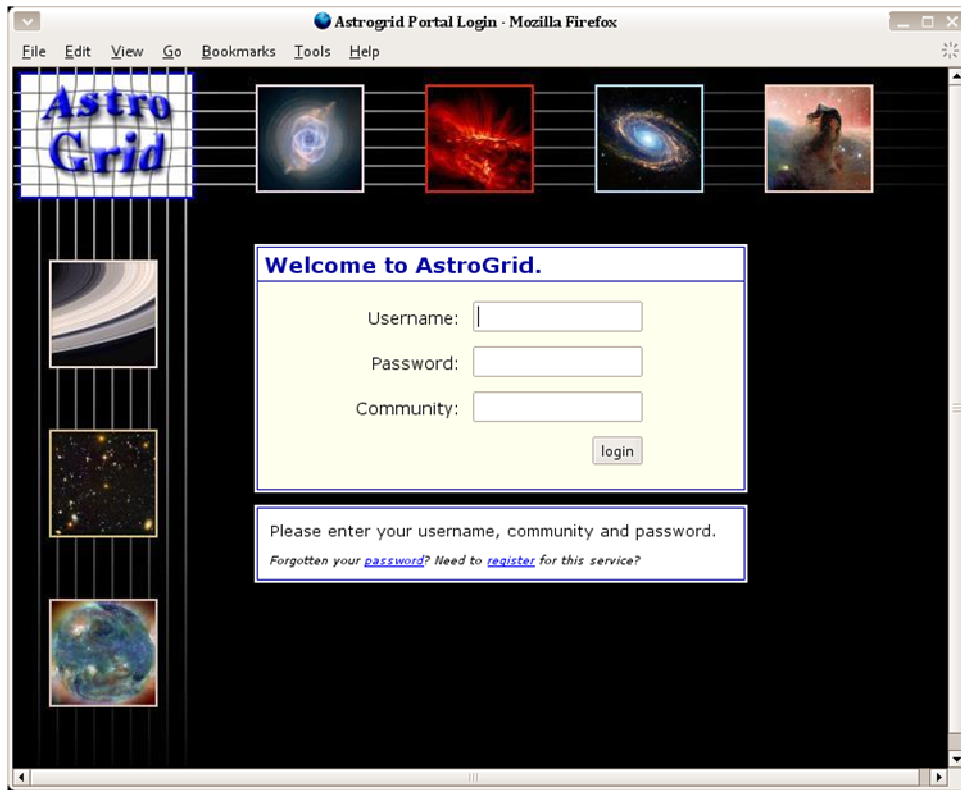 Astrogrid Portal Login - Mozilla Firefox
File Edit View Go Bookmarks Tools Help
Astro
Grid
Welcome to AstroGrid.
Username:
Password:
Community:
login
Please enter your username, community and password.
Forgotten your password? Need to register for this service?